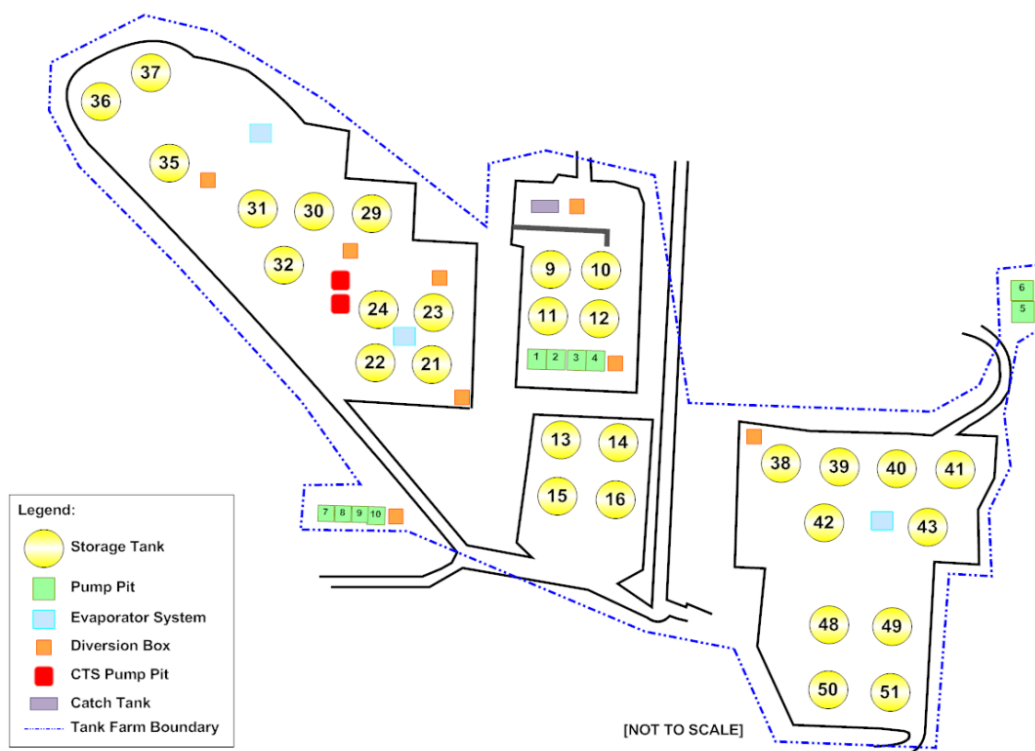 37
36
35
31 30 29
32
24 23
22 21
9 10
11 12
1 2 3 4
13 14
15 16
6
5
38 39 40 41
42 43
48 49
50 51
7 8 9 10
Legend:
Storage Tank
Pump Pit
Evaporator System
Diversion Box
CTS Pump Pit
Catch Tank
Tank Farm Boundary
[NOT TO SCALE]